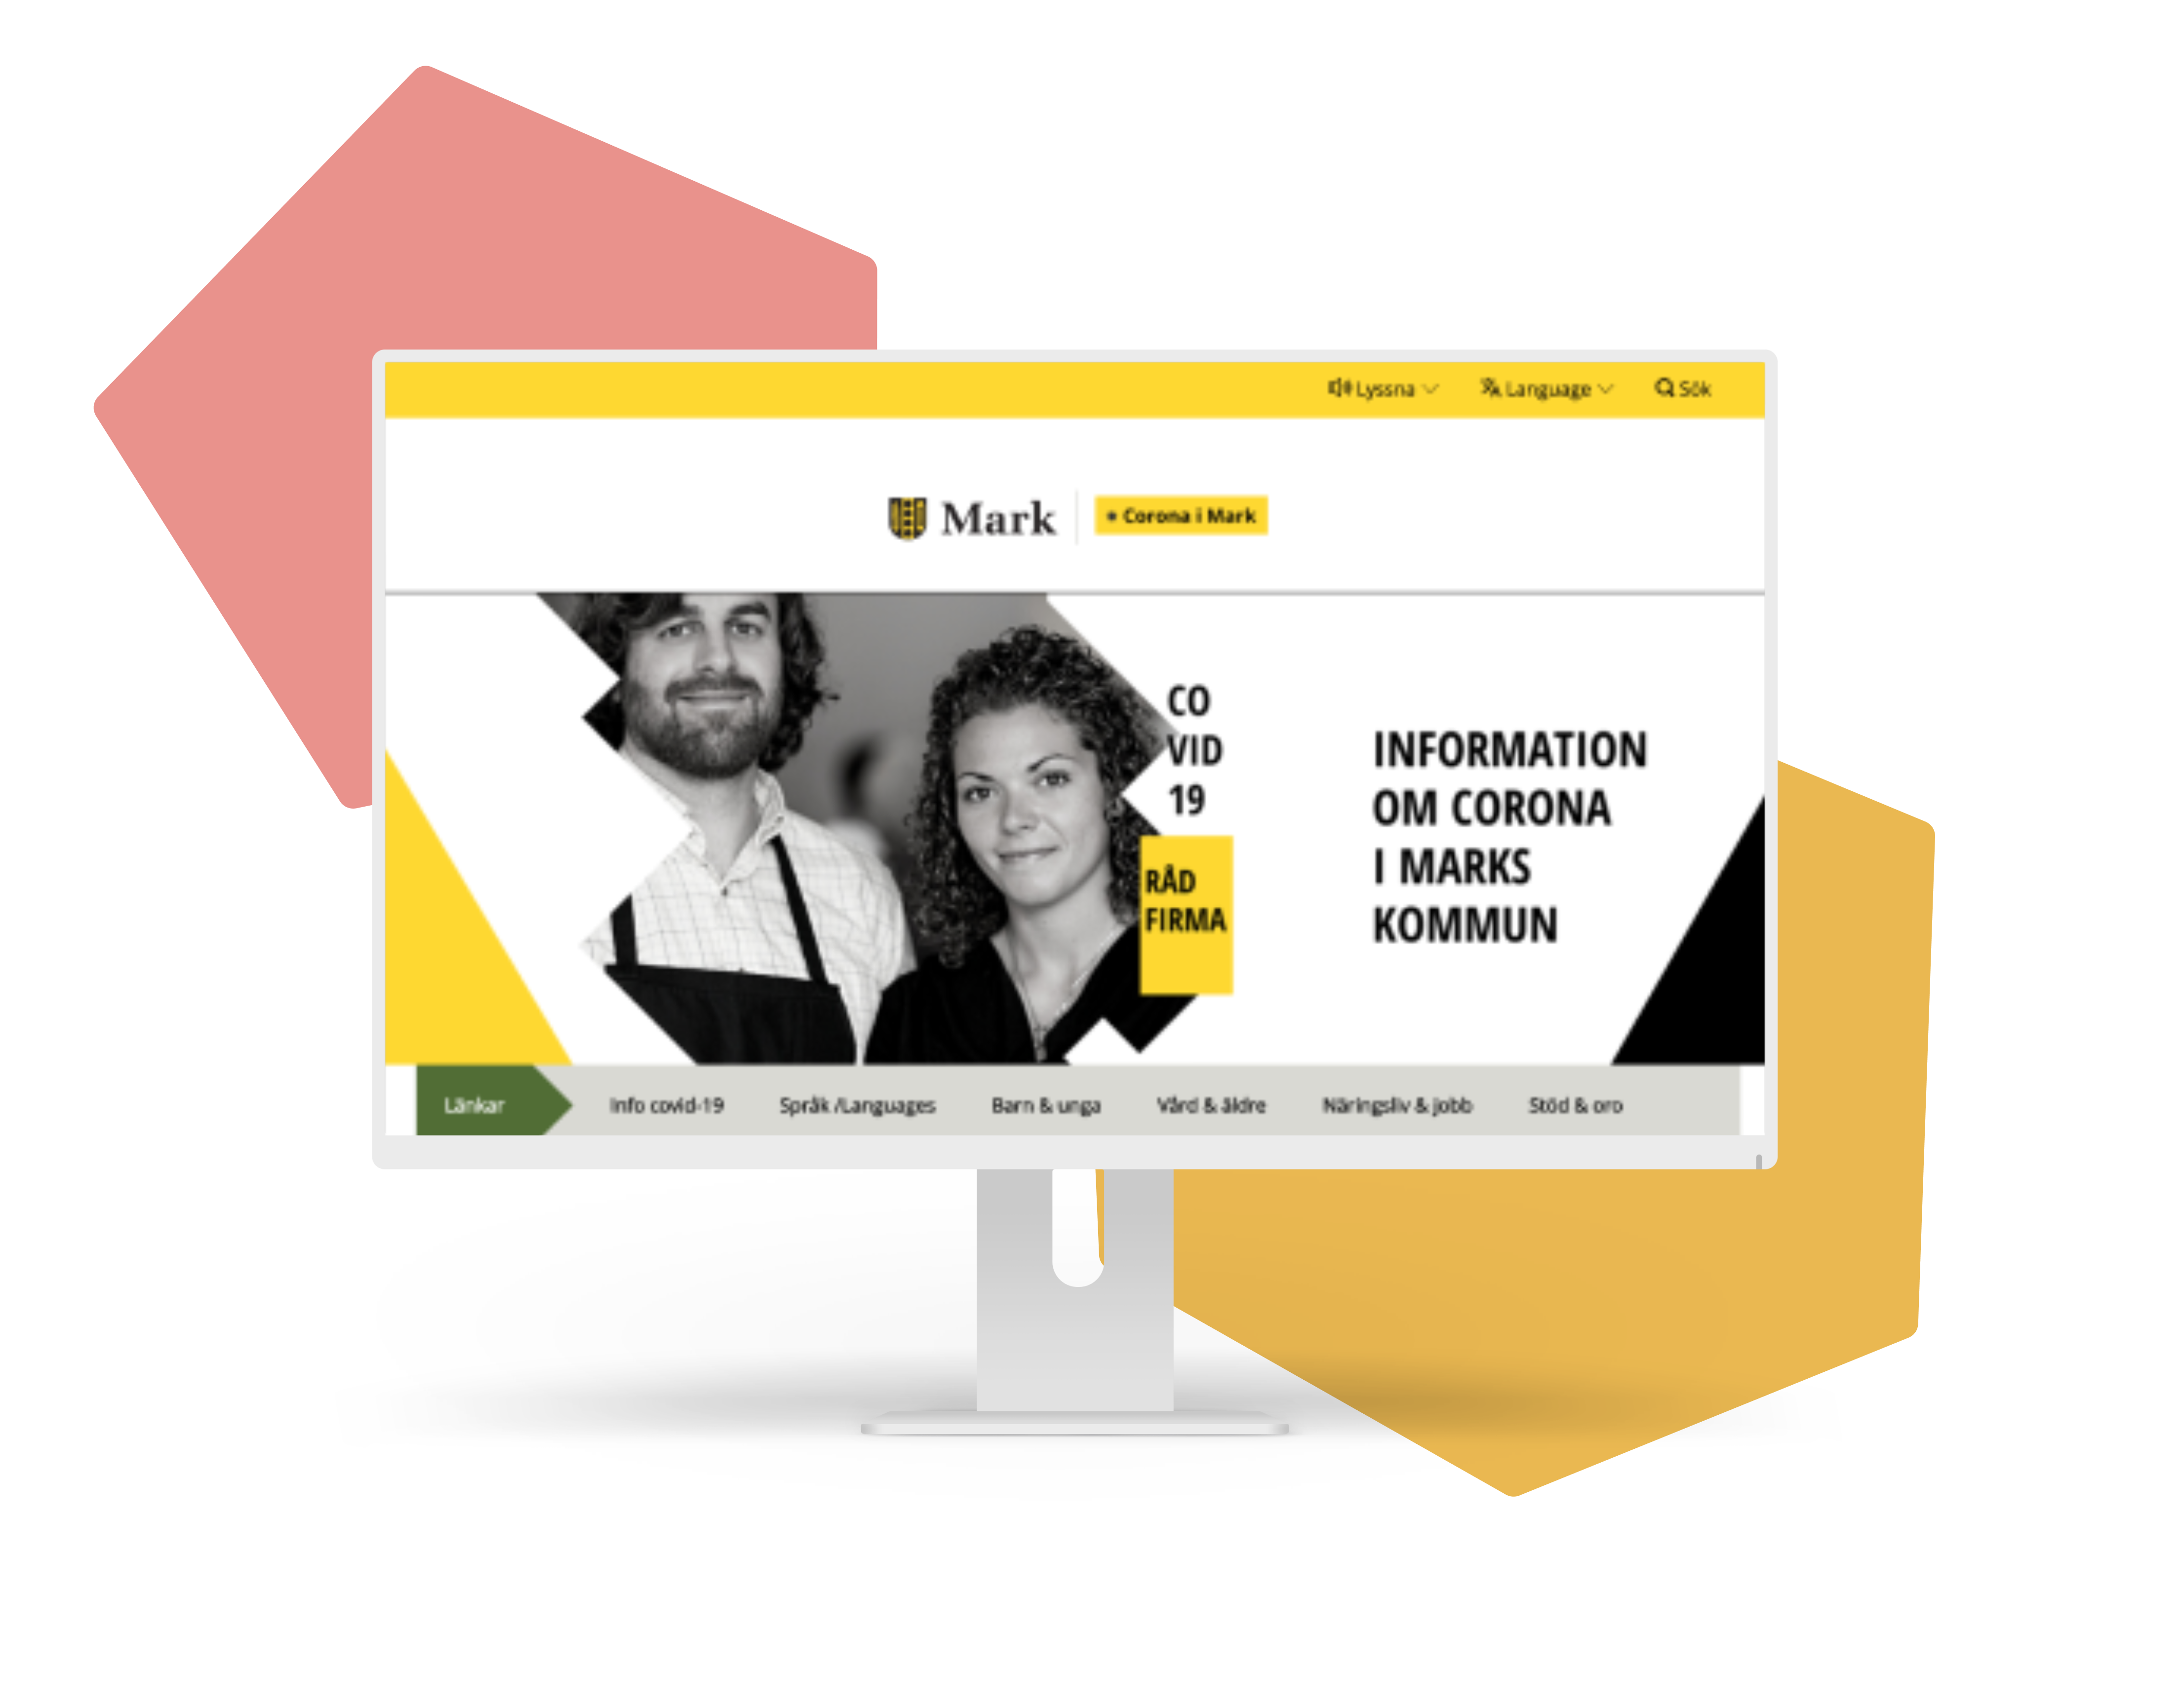 Lyssna
Language
Sök
Mark
Corona i Mark
CO
VID
19
RÅD
FIRMA
INFORMATION
OM CORONA
I MARKS
KOMMUN
Länkar
Info covid-19
Språk /Languages
Barn & unga
Vård & äldre
Näringsliv & jobb
Stöd & oro